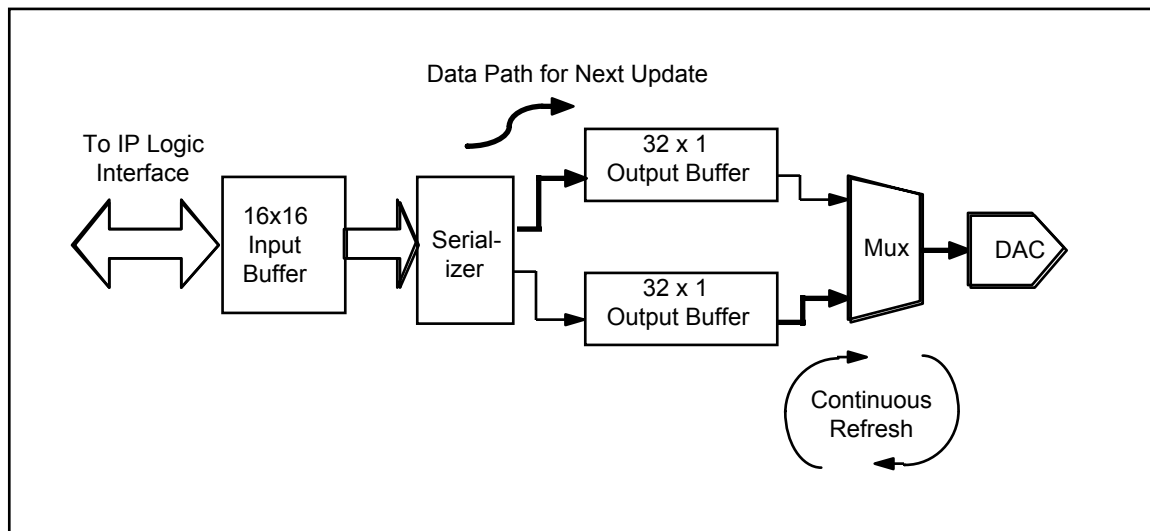 Data Path for Next Update
To IP Logic
Interface
16x16
Input
Buffer
Serial-
izer
32 x 1
Output Buffer
32 x 1
Output Buffer
Mux
DAC
Continuous
Refresh